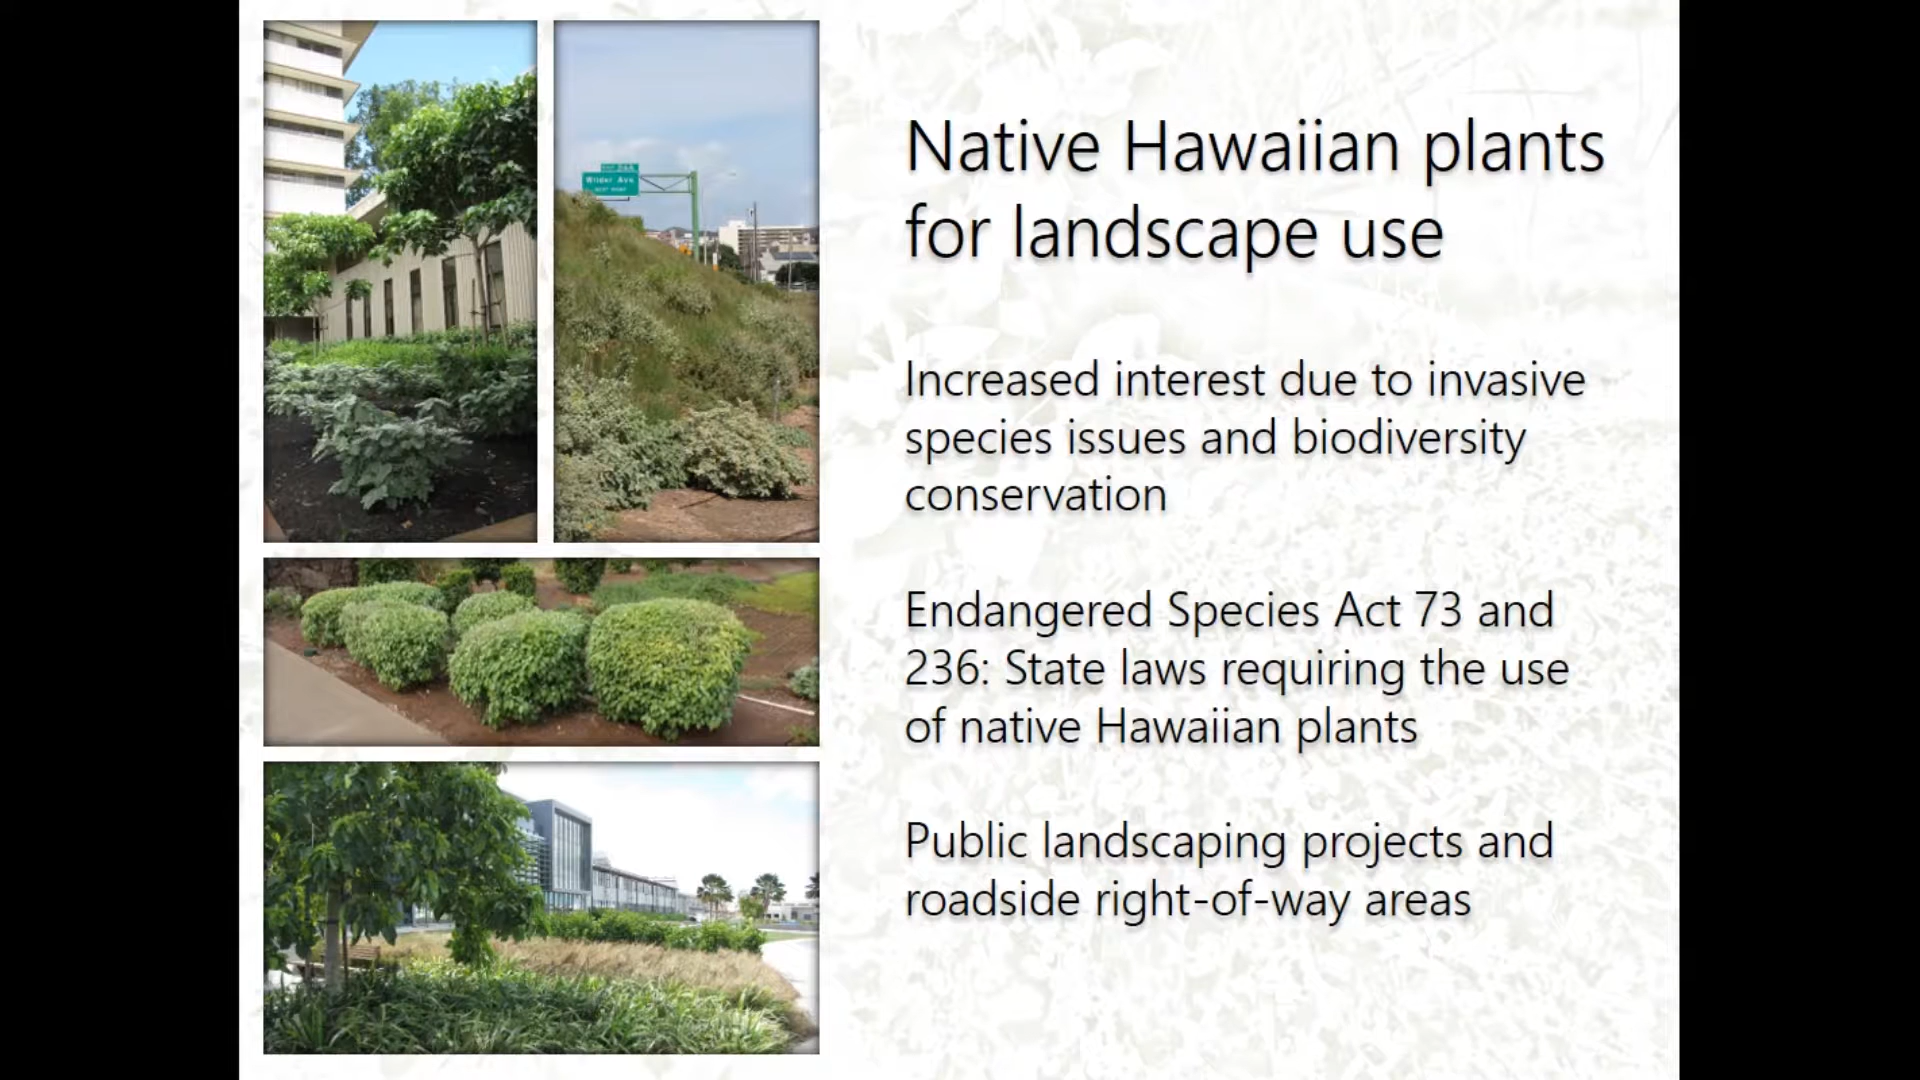 Wilder Ave
Native Hawaiian plants
for landscape use
Increased interest due to invasive
species issues and biodiversity
conservation
Endangered Species Act 73 and
236: State laws requiring the use
of native Hawaiian plants
Public landscaping projects and
roadside right-of-way areas